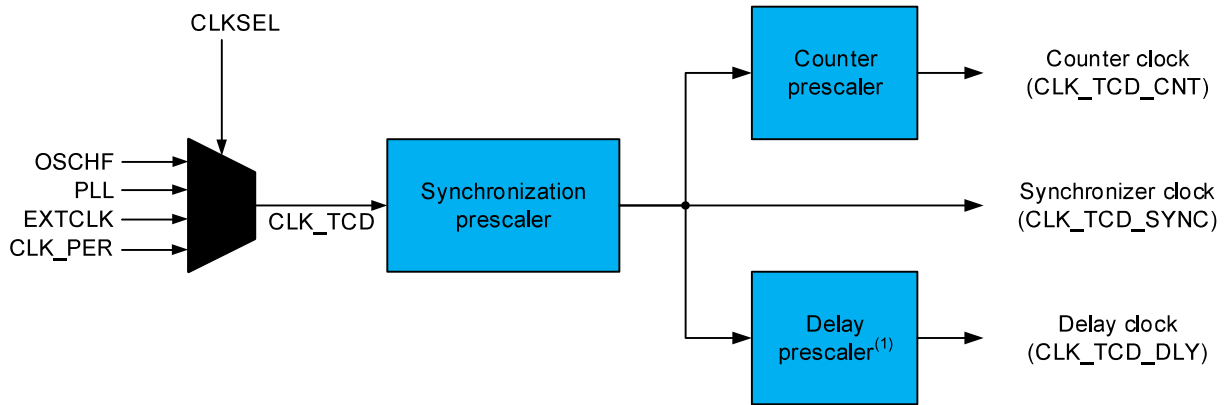 CLKSEL
OSCHF
PLL
EXTCLK
CLK_PER
CLK_TCD
Synchronization
prescaler
Counter
prescaler
Counter clock
(CLK_TCD_CNT)
Synchronizer clock
(CLK_TCD_SYNC)
Delay
prescaler(1)
Delay clock
(CLK_TCD_DLY)